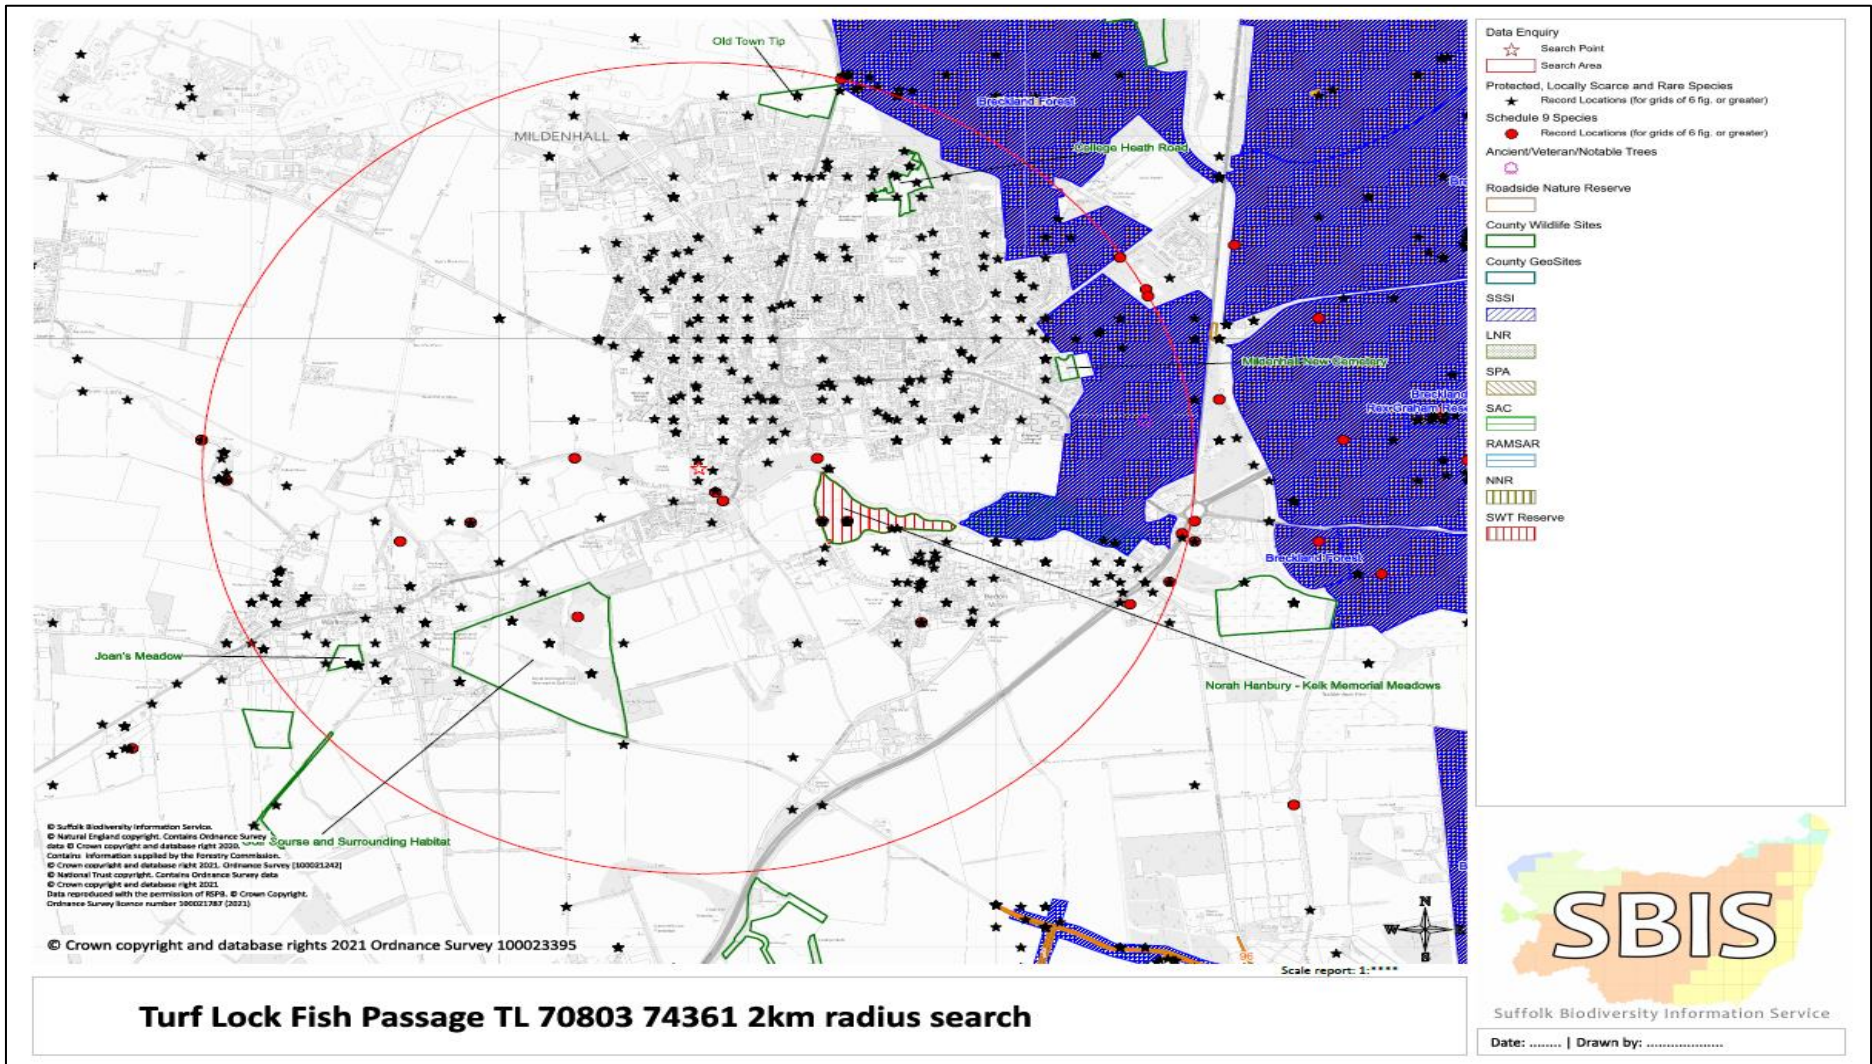 Old Town Tip
MILDENHALL
Breckland Forest
College Heath Road
Mildenhall New Cemetery
Breckland
Rex Graham Rese
Breckland Forest
Joan's Meadow
Norah Hanbury - Kelk Memorial Meadows
Course and Surrounding Habitat
96
© Suffolk Biodiversity Information Service.
© Natural England copyright. Contains Ordnance Survey
data © Crown copyright and database right 2020.
Contains information supplied by the Forestry Commission.
© Crown copyright and database right 2021. Ordnance Survey [100021242]
© National Trust copyright. Contains Ordnance Survey data
© Crown copyright and database right 2021
Data reproduced with the permission of RSPB. © Crown Copyright.
Ordnance Survey licence number 100021787 (2021)
© Crown copyright and database rights 2021 Ordnance Survey 100023395
N
W
S
Scale report: 1:****
Turf Lock Fish Passage TL 70803 74361 2km radius search
Data Enquiry
Search Point
Search Area
Protected, Locally Scarce and Rare Species
Record Locations (for grids of 6 fig. or greater)
Schedule 9 Species
Record Locations (for grids of 6 fig. or greater)
Ancient/Veteran/Notable Trees
Roadside Nature Reserve
County Wildlife Sites
County GeoSites
SSSI
LNR
SPA
SAC
RAMSAR
NNR
SWT Reserve
SBIS
Suffolk Biodiversity Information Service
Date: ........ | Drawn by: ...................